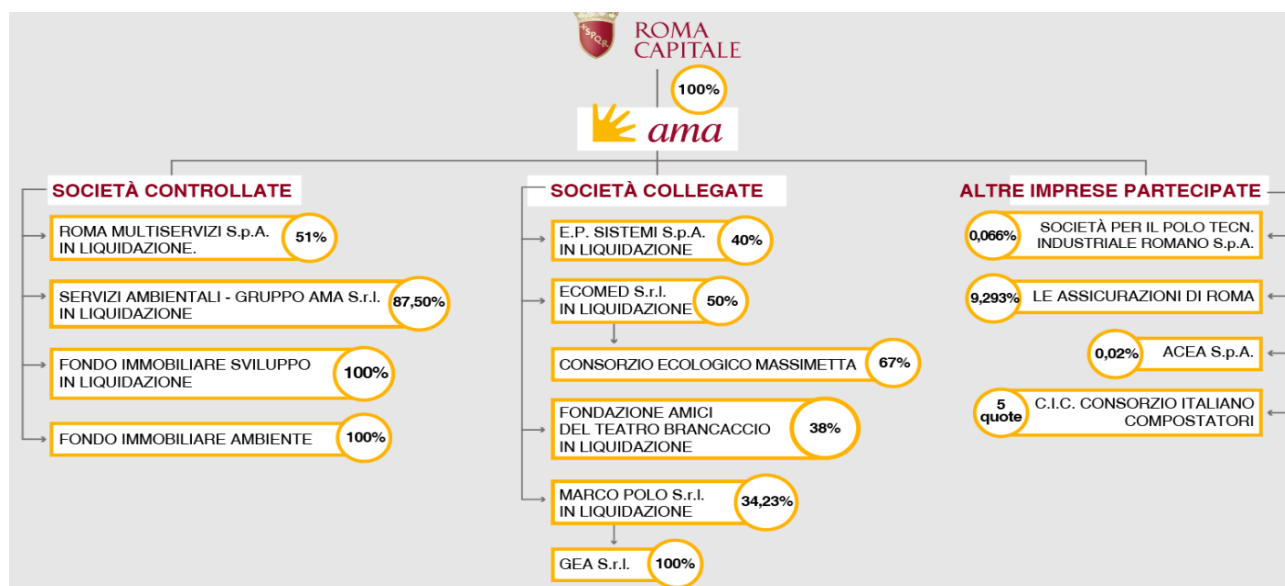 SPQR
ROMA
CAPITALE
100%
ama
SOCIETÀ CONTROLLATE
ROMA MULTISERVIZI S.p.A.
IN LIQUIDAZIONE.
51%
SERVIZI AMBIENTALI - GRUPPO AMA S.r.l.
IN LIQUIDAZIONE
87,50%
FONDO IMMOBILIARE SVILUPPO
IN LIQUIDAZIONE
100%
FONDO IMMOBILIARE AMBIENTE
100%
SOCIETÀ COLLEGATE
E.P. SISTEMI S.p.A.
IN LIQUIDAZIONE
40%
ECOMED S.r.l.
IN LIQUIDAZIONE
50%
CONSORZIO ECOLOGICO MASSIMETTA
67%
FONDAZIONE AMICI
DEL TEATRO BRANCACCIO
IN LIQUIDAZIONE
38%
MARCO POLO S.r.l.
IN LIQUIDAZIONE
34,23%
GEA S.r.l.
100%
ALTRE IMPRESE PARTECIPATE
0,066%
SOCIETÀ PER IL POLO TECN.
INDUSTRIALE ROMANO S.p.A.
9,293%
LE ASSICURAZIONI DI ROMA
0,02%
ACEA S.p.A.
5
quote
C.I.C. CONSORZIO ITALIANO
COMPOSTATORI